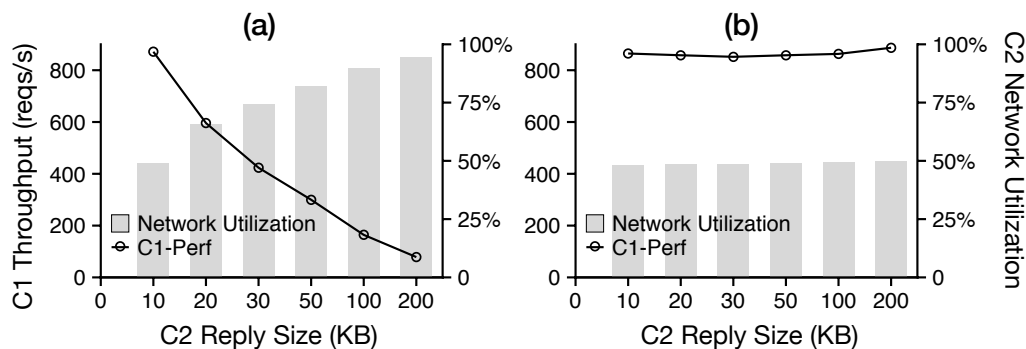 (a)
C1 Throughput (reqs/s)
800
600
400
200
0
100%
75%
50%
25%
0
Network Utilization
C1-Perf
0 10 20 30 50 100 200
C2 Reply Size (KB)
(b)
800
600
400
200
0
100%
75%
50%
25%
0
C2 Network Utilization
Network Utilization
C1-Perf
0 10 20 30 50 100 200
C2 Reply Size (KB)